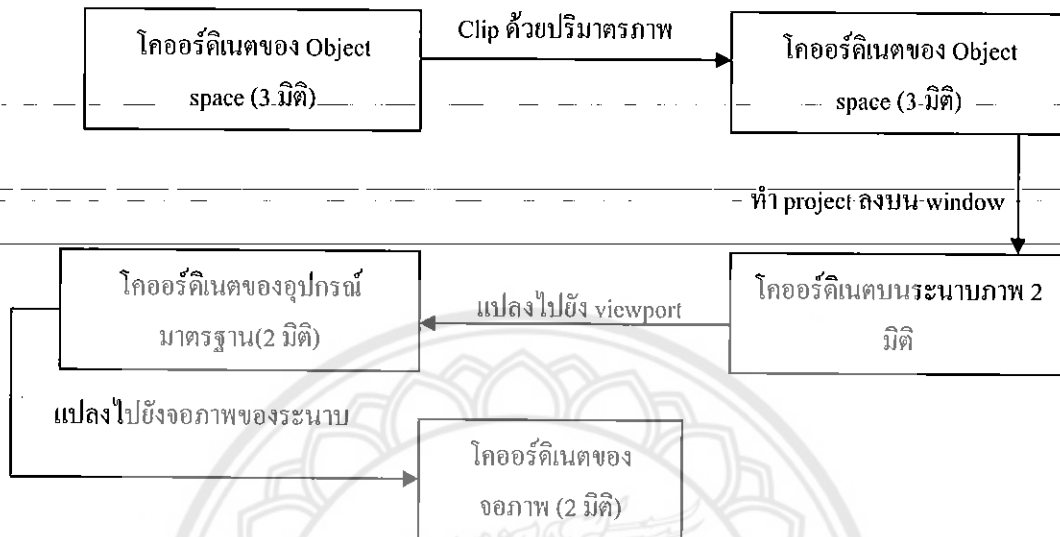 โคออร์ดิเนตของ Object
space (3 มิติ)
Clip ด้วยปริมาตรภาพ
โคออร์ดิเนตของ Object
space (3 มิติ)
ทำ project ลงบน window
โคออร์ดิเนตบนระนาบภาพ 2
มิติ
แปลงไปยัง viewport
โคออร์ดิเนตของอุปกรณ์
มาตรฐาน(2 มิติ)
แปลงไปยังจอภาพของระนาบ
โคออร์ดิเนตของ
จอภาพ (2 มิติ)